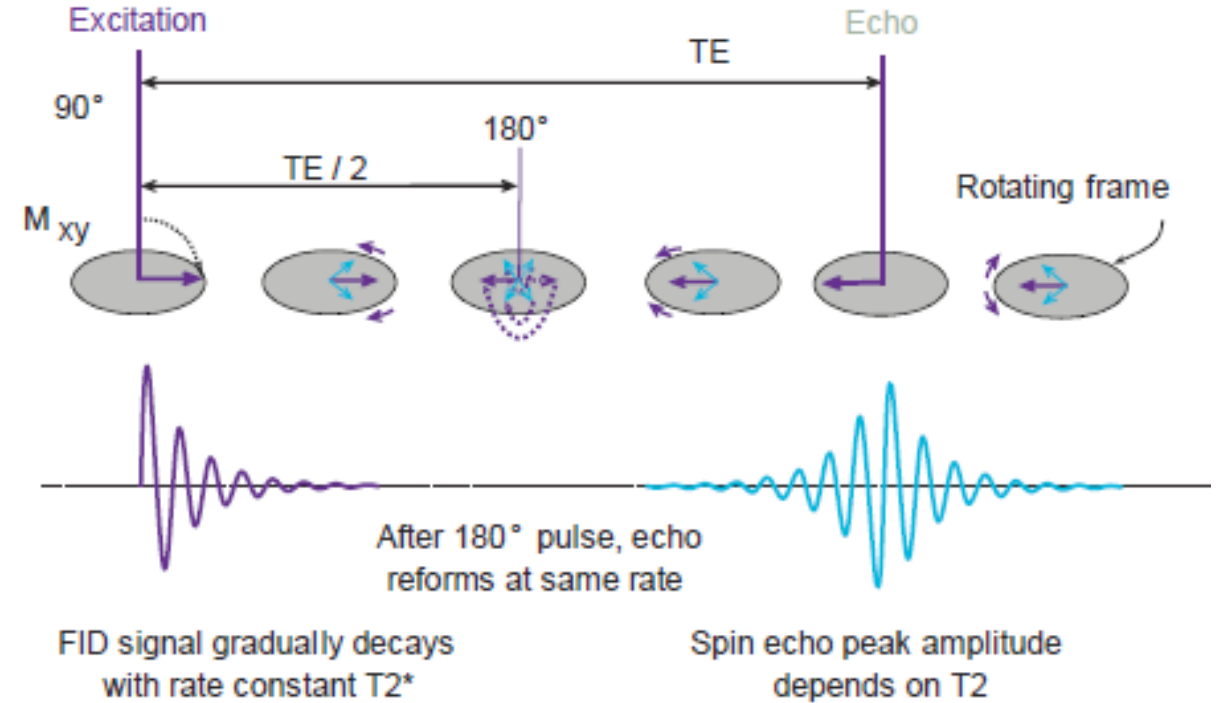 Excitation
Echo
TE
90°
180°
TE / 2
Rotating frame
M xy
After 180° pulse, echo
reforms at same rate
FID signal gradually decays
with rate constant T2*
Spin echo peak amplitude
depends on T2